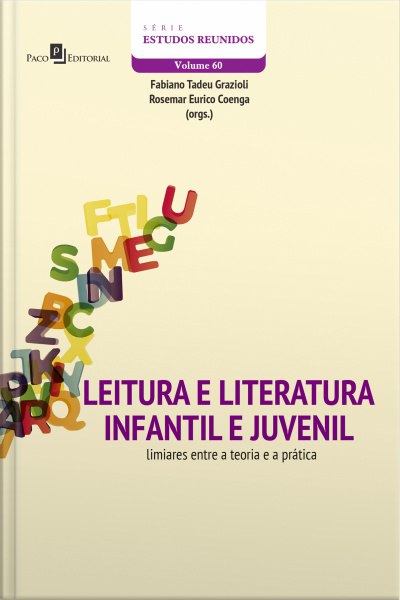 SÉRIE
ESTUDOS REUNIDOS
Volume 60
PACO EDITORIAL
Fabiano Tadeu Grazioli
Rosemar Eurico Coenga
(orgs.)
F T I C U
S M E C
I N
B C
Z X
T K N Y
P V I
A R R Q
LEITURA E LITERATURA
INFANTIL E JUVENIL
limiares entre a teoria e a prática